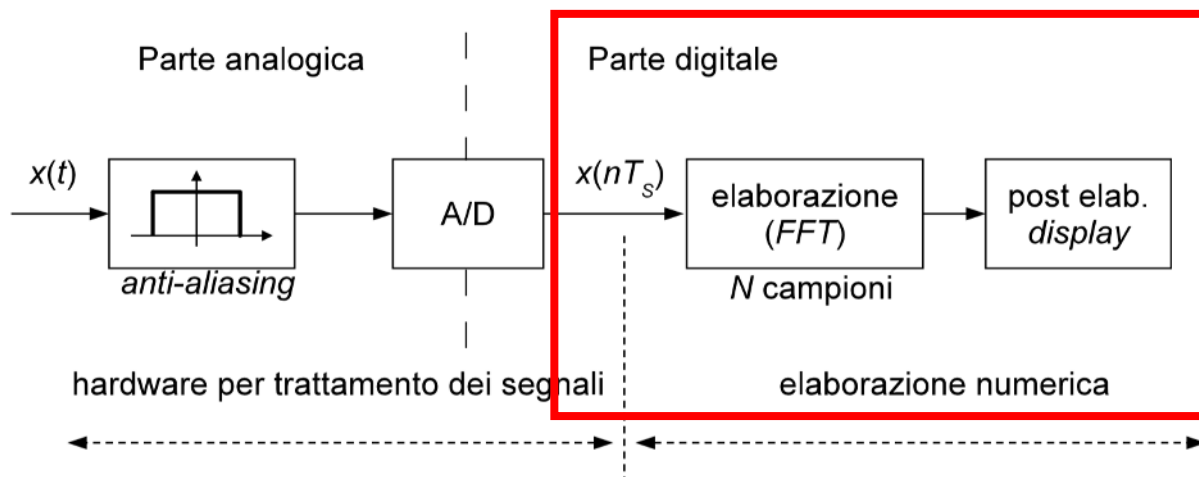 Parte analogica
Parte digitale
x(t)
anti-aliasing
A/D
x(nTs)
elaborazione
(FFT)
N campioni
post elab.
display
hardware per trattamento dei segnali
elaborazione numerica